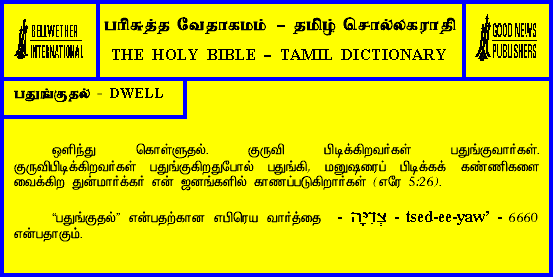 BELLWETHER
INTERNATIONAL
பரிசுத்த வேதாகமம் – தமிழ் சொல்லகராதி
THE HOLY BIBLE – TAMIL DICTIONARY
GOOD NEWS
PUBLISHERS
பதுங்குதல் - DWELL
ஒளிந்து கொள்ளுதல். குருவி பிடிக்கிறவர்கள் பதுங்குவார்கள்.
குருவிபிடிக்கிறவர்கள் பதுங்குகிறதுபோல் பதுங்கி, மனுஷரைப் பிடிக்கக் கண்ணிகளை
வைக்கிற துன்மார்க்கர் என் ஜனங்களில் காணப்படுகிறார்கள் (எரே 5:26).
“பதுங்குதல்” என்பதற்கான எபிரெய வார்த்தை - צְדִיָּה - tsed-ee-yaw’ - 6660
என்பதாகும்.